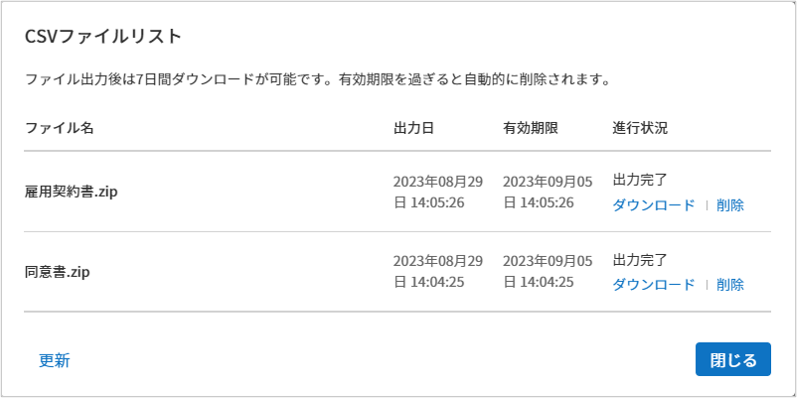 CSVファイルリスト
ファイル出力後は7日間ダウンロードが可能です。有効期限を過ぎると自動的に削除されます。
ファイル名 出力日 有効期限 進行状況
雇用契約書.zip
2023年08月29
日 14:05:26
2023年09月05
日 14:05:26
出力完了
ダウンロード | 削除
同意書.zip
2023年08月29
日 14:04:25
2023年09月05
日 14:04:25
出力完了
ダウンロード | 削除
更新 閉じる